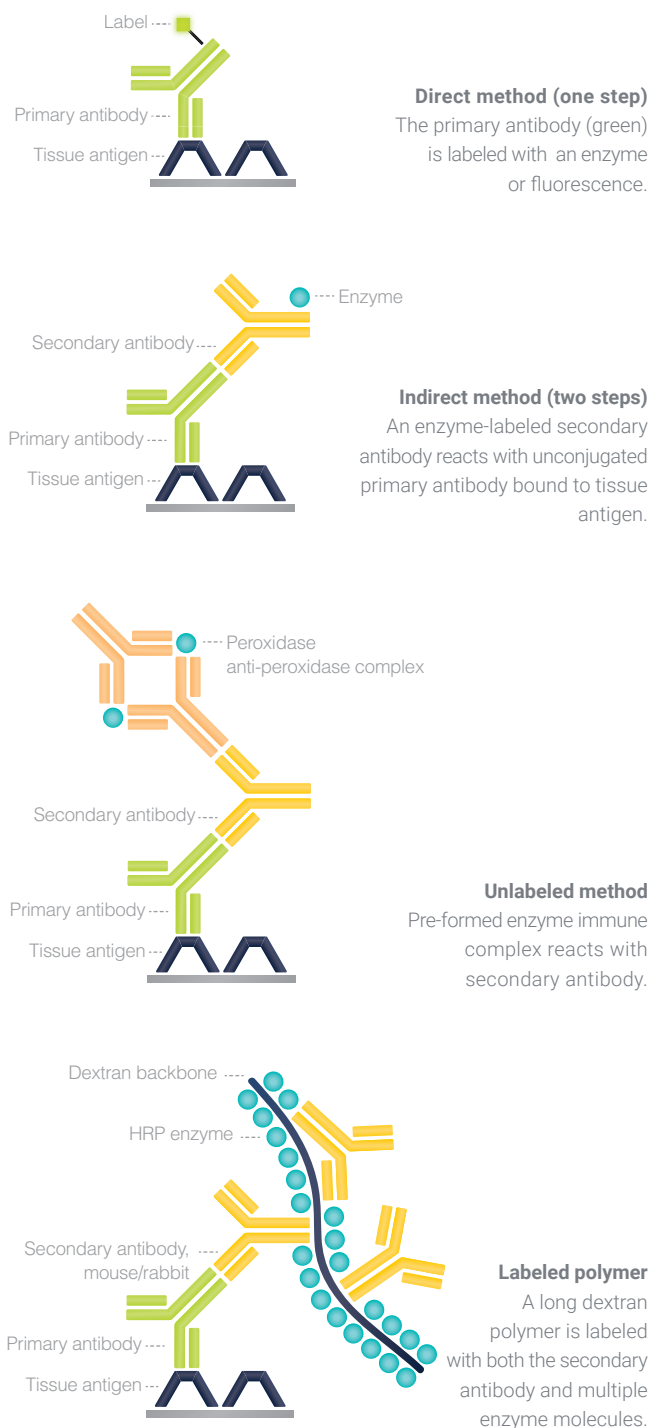 Label
Primary antibody
Tissue antigen
Direct method (one step)
The primary antibody (green)
is labeled with an enzyme
or fluorescence.
Enzyme
Secondary antibody
Primary antibody
Tissue antigen
Indirect method (two steps)
An enzyme-labeled secondary
antibody reacts with unconjugated
primary antibody bound to tissue
antigen.
Peroxidase
anti-peroxidase complex
Secondary antibody
Primary antibody
Tissue antigen
Unlabeled method
Pre-formed enzyme immune
complex reacts with
secondary antibody.
Dextran backbone
HRP enzyme
Secondary antibody,
mouse/rabbit
Primary antibody
Tissue antigen
Labeled polymer
A long dextran
polymer is labeled
with both the secondary
antibody and multiple
enzyme molecules.